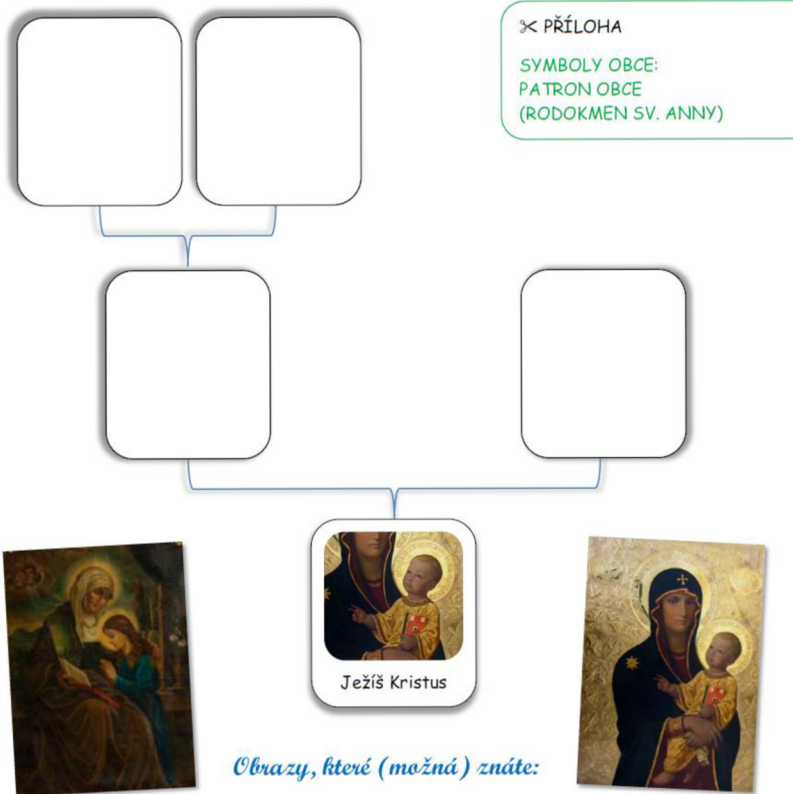 ✂ PŘÍLOHA
SYMBOLY OBCE:
PATRON OBCE
(RODOKMEN SV. ANNY)
Ježíš Kristus
Obrazy, které (možná) znáte: